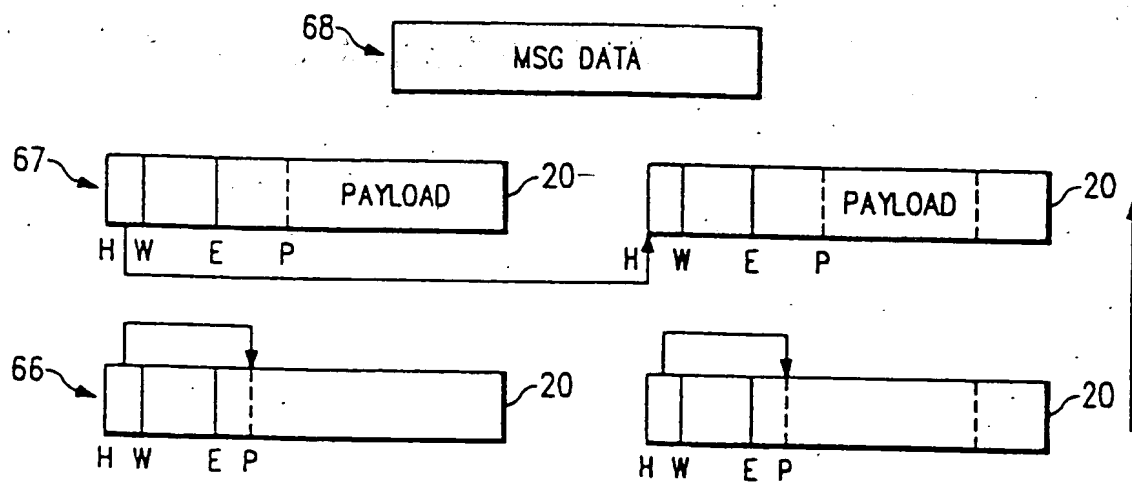 68 MSG DATA
67 PAYLOAD 20 PAYLOAD 20
H W E P H W E P
66 20 20
H W E P H W E P